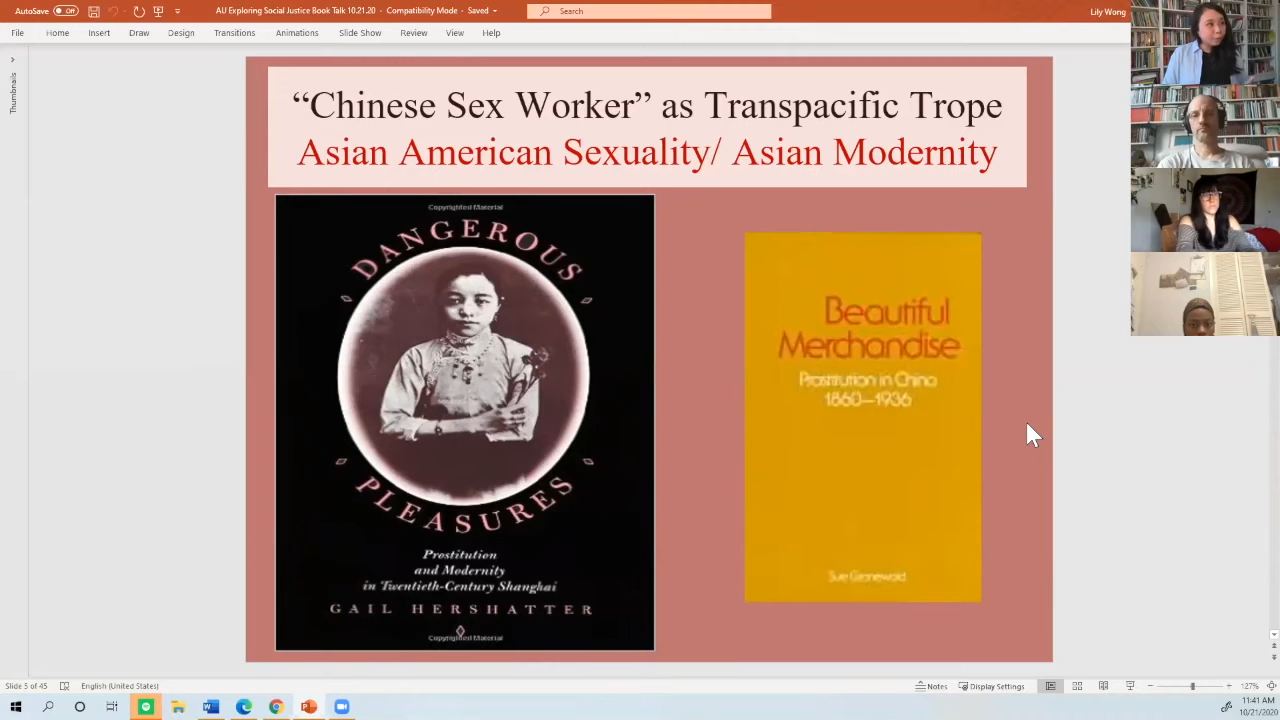 AutoSave Off
AU Exploring Social Justice Book Talk 10.21.20 - Compatibility Mode - Saved
Search
Lily Wong
File Home Insert Draw Design Transitions Animations Slide Show Review View Help
Thumbnails
“Chinese Sex Worker” as Transpacific Trope
Asian American Sexuality/ Asian Modernity
Copyrighted Material
DANGEROUS
PLEASURES
Prostitution
and Modernity
in Twentieth-Century Shanghai
GAIL HERSHATTER
Copyrighted Material
Beautiful
Merchandise
Prostitution in China
1860–1936
Sue Gronewold
Slide 5 of 45
English (United States)
Notes
Display Settings
127%
11:41 AM
10/21/2020